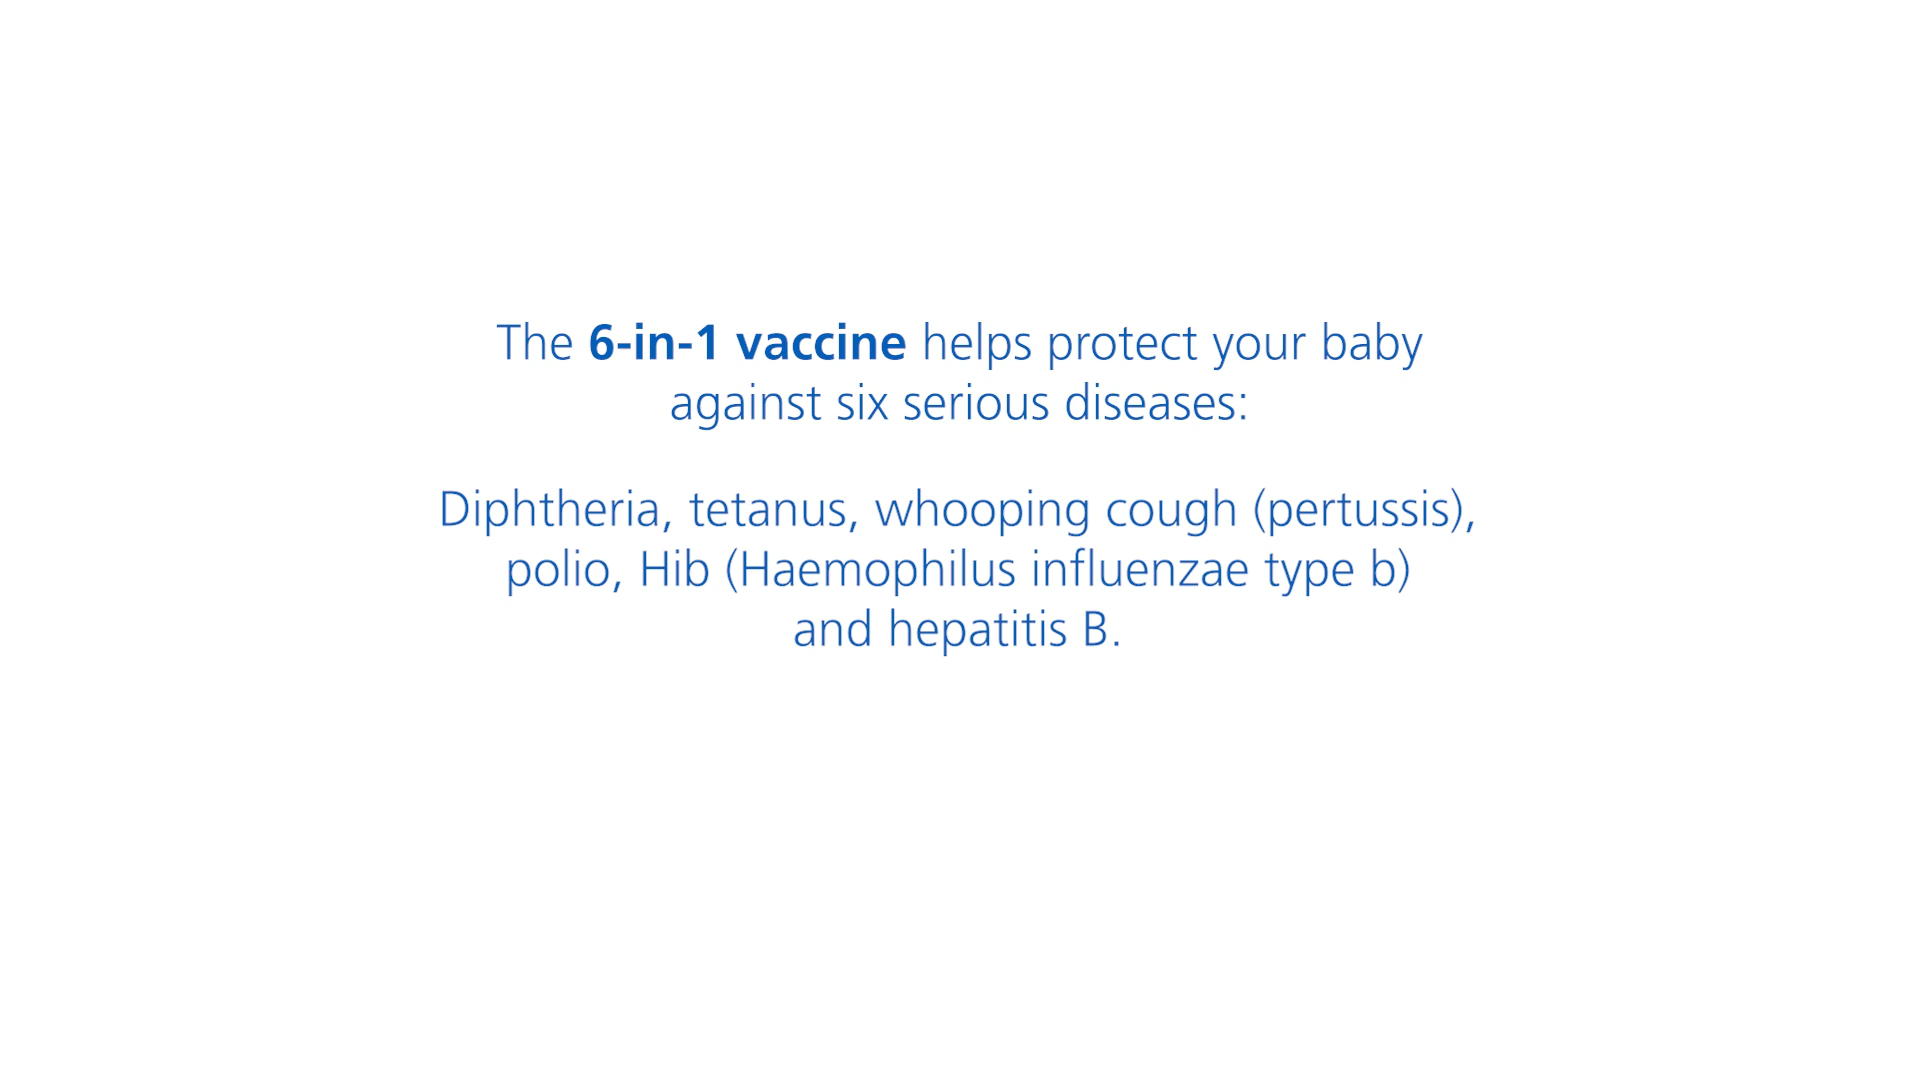 The 6-in-1 vaccine helps protect your baby
against six serious diseases:
Diphtheria, tetanus, whooping cough (pertussis),
polio, Hib (Haemophilus influenzae type b)
and hepatitis B.